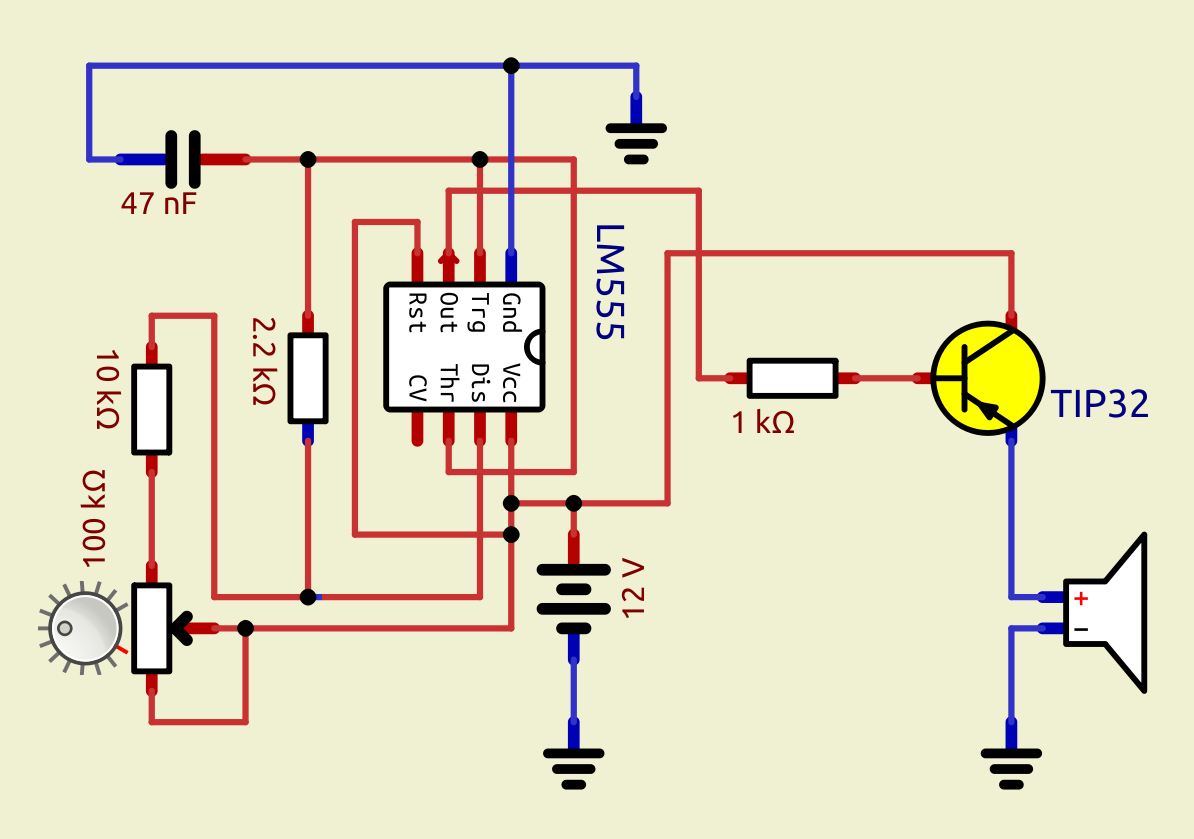 47 nF
LM555
Rst
Out
Trg
Gnd
CV
Thr
Dis
Vcc
2.2 kΩ
10 kΩ
100 kΩ
1 kΩ
TIP32
12 V
+
−